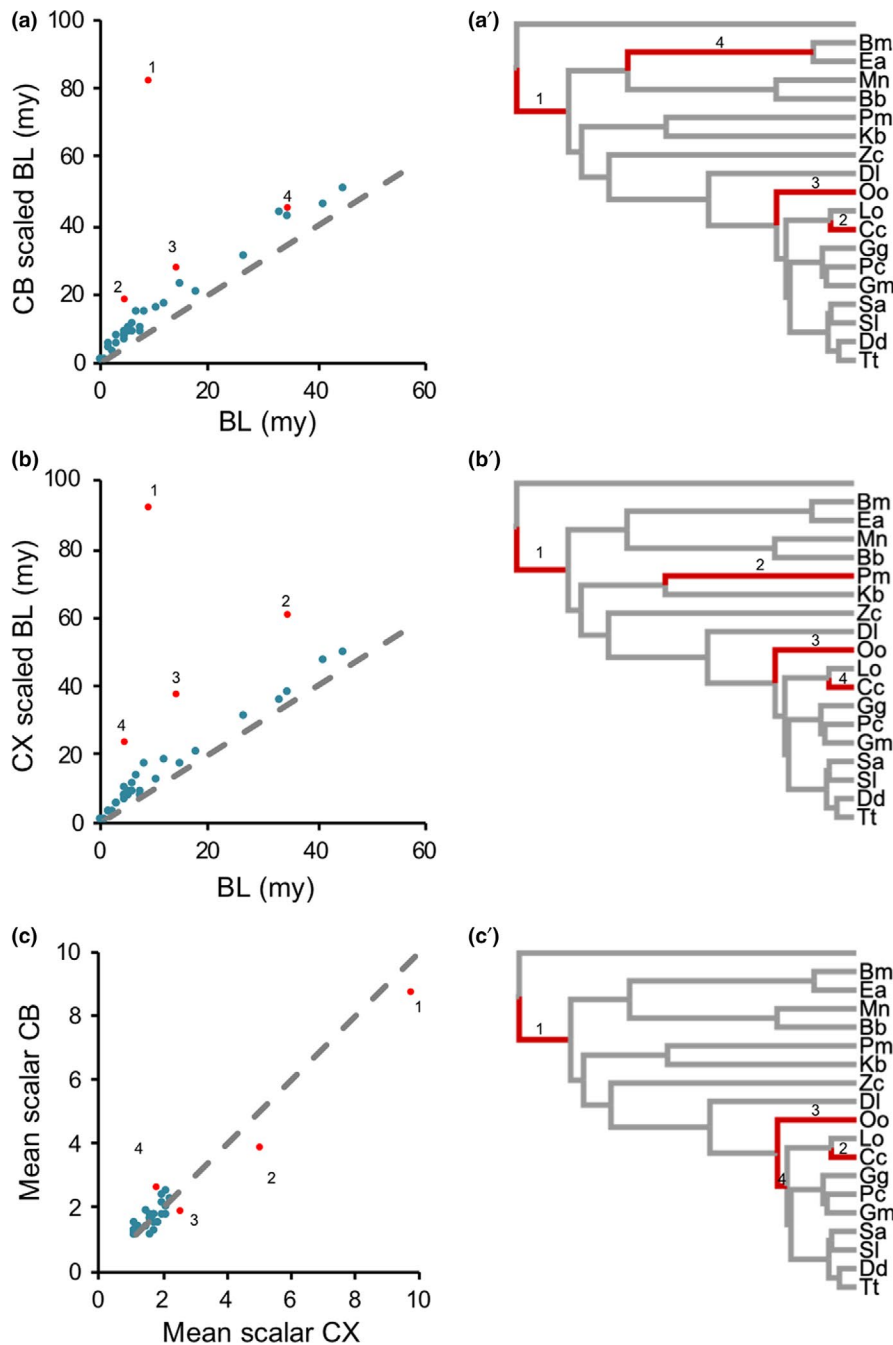 (a)
100
80
60
40
20
0
CB scaled BL (my)
1
2
3
4
0 20 40 60
BL (my)
(a′)
1
4
3
2
Bm
Ea
Mn
Bb
Pm
Kb
Zc
Dl
Oo
Lo
Cc
Gg
Pc
Gm
Sa
Sl
Dd
Tt
(b)
100
80
60
40
20
0
CX scaled BL (my)
1
2
3
4
0 20 40 60
BL (my)
(b′)
1
2
3
4
Bm
Ea
Mn
Bb
Pm
Kb
Zc
Dl
Oo
Lo
Cc
Gg
Pc
Gm
Sa
Sl
Dd
Tt
(c)
10
8
6
4
2
0
Mean scalar CB
1
2
3
4
0 2 4 6 8 10
Mean scalar CX
(c′)
1
3
2
4
Bm
Ea
Mn
Bb
Pm
Kb
Zc
Dl
Oo
Lo
Cc
Gg
Pc
Gm
Sa
Sl
Dd
Tt